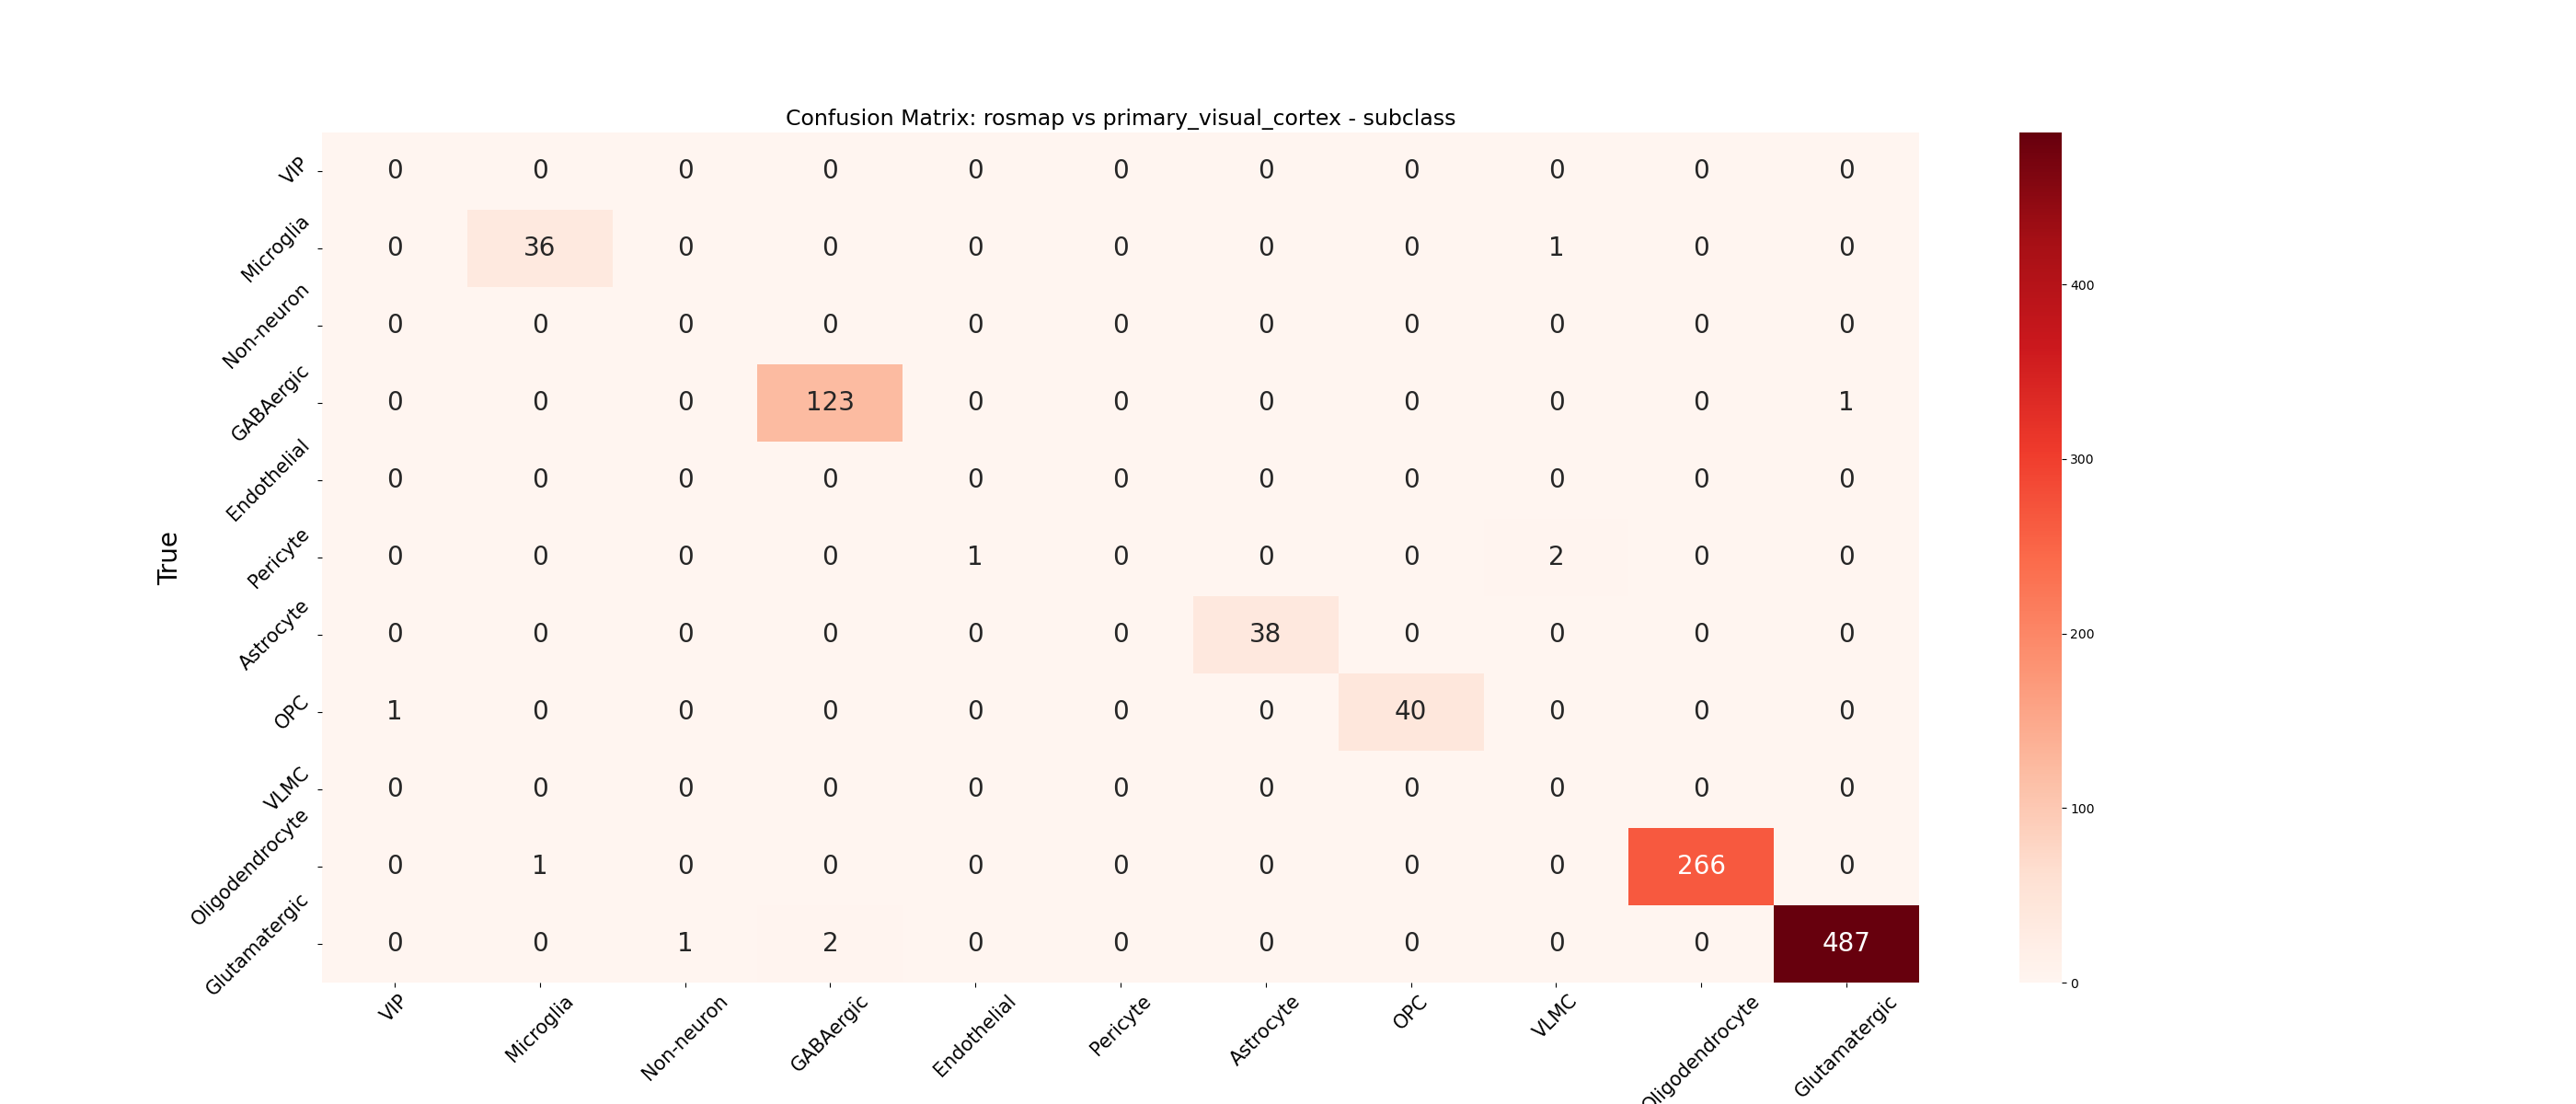 Confusion Matrix: rosmap vs primary_visual_cortex - subclass
True
VIP 0 0 0 0 0 0 0 0 0 0 0
Microglia 0 36 0 0 0 0 0 0 1 0 0
Non-neuron 0 0 0 0 0 0 0 0 0 0 0
GABAergic 0 0 0 123 0 0 0 0 0 0 1
Endothelial 0 0 0 0 0 0 0 0 0 0 0
Pericyte 0 0 0 0 1 0 0 0 2 0 0
Astrocyte 0 0 0 0 0 0 38 0 0 0 0
OPC 1 0 0 0 0 0 0 40 0 0 0
VLMC 0 0 0 0 0 0 0 0 0 0 0
Oligodendrocyte 0 1 0 0 0 0 0 0 0 266 0
Glutamatergic 0 0 1 2 0 0 0 0 0 0 487
VIP Microglia Non-neuron GABAergic Endothelial Pericyte Astrocyte OPC VLMC Oligodendrocyte Glutamatergic
400
300
200
100
0